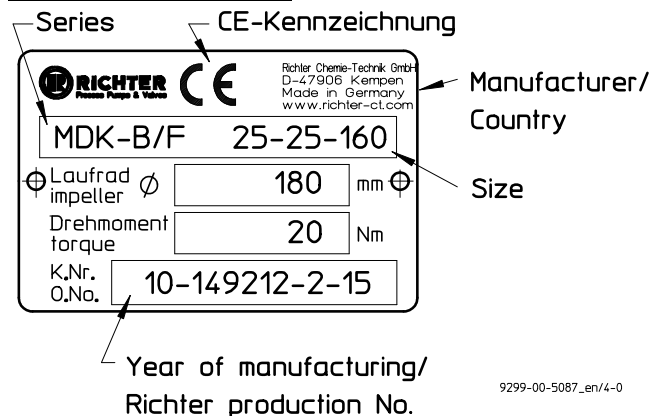 Series
CE-Kennzeichnung
RICHTER
Process Pumps & Valves
CE
Richter Chemie-Technik GmbH
D-47906 Kempen
Made in Germany
www.richter-ct.com
Manufacturer/
Country
MDK-B/F 25-25-160
Size
Laufrad
impeller Ø 180 mm
Drehmoment
torque 20 Nm
K.Nr.
O.No. 10-149212-2-15
Year of manufacturing/
Richter production No.
9299-00-5087_en/4-0